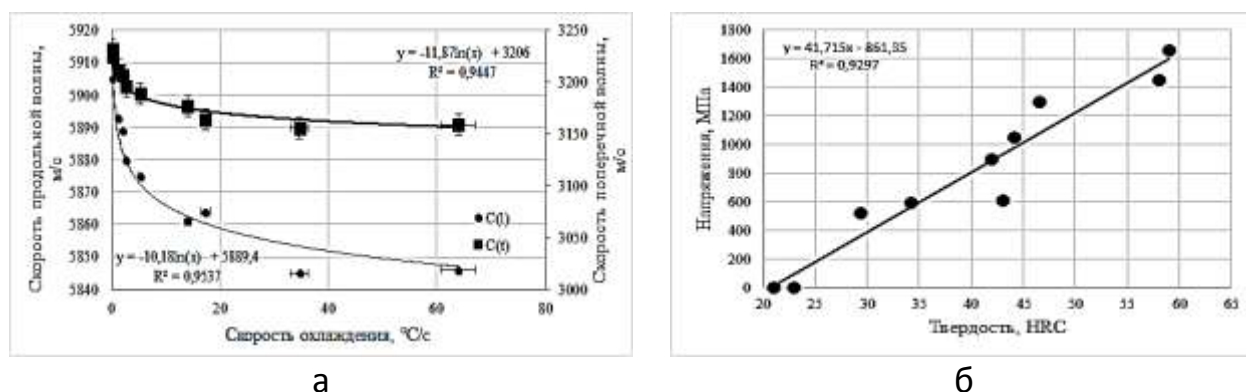 5920
5910
5900
5890
5880
5870
5860
5850
5840
3250
3200
3150
3100
3050
3000
0
20
40
60
80
Скорость продольной волны,
м/с
Скорость поперечной волны,
м/с
y = -11,87ln(x) + 3206
R² = 0,9447
C(l)
C(t)
y = -10,18ln(x) + 5889,4
R² = 0,9537
Скорость охлаждения, °С/с
а
1800
1600
1400
1200
1000
800
600
400
200
0
20
25
30
35
40
45
50
55
60
65
Напряжения, МПа
y = 41,715x - 861,35
R² = 0,9297
Твердость, HRC
б